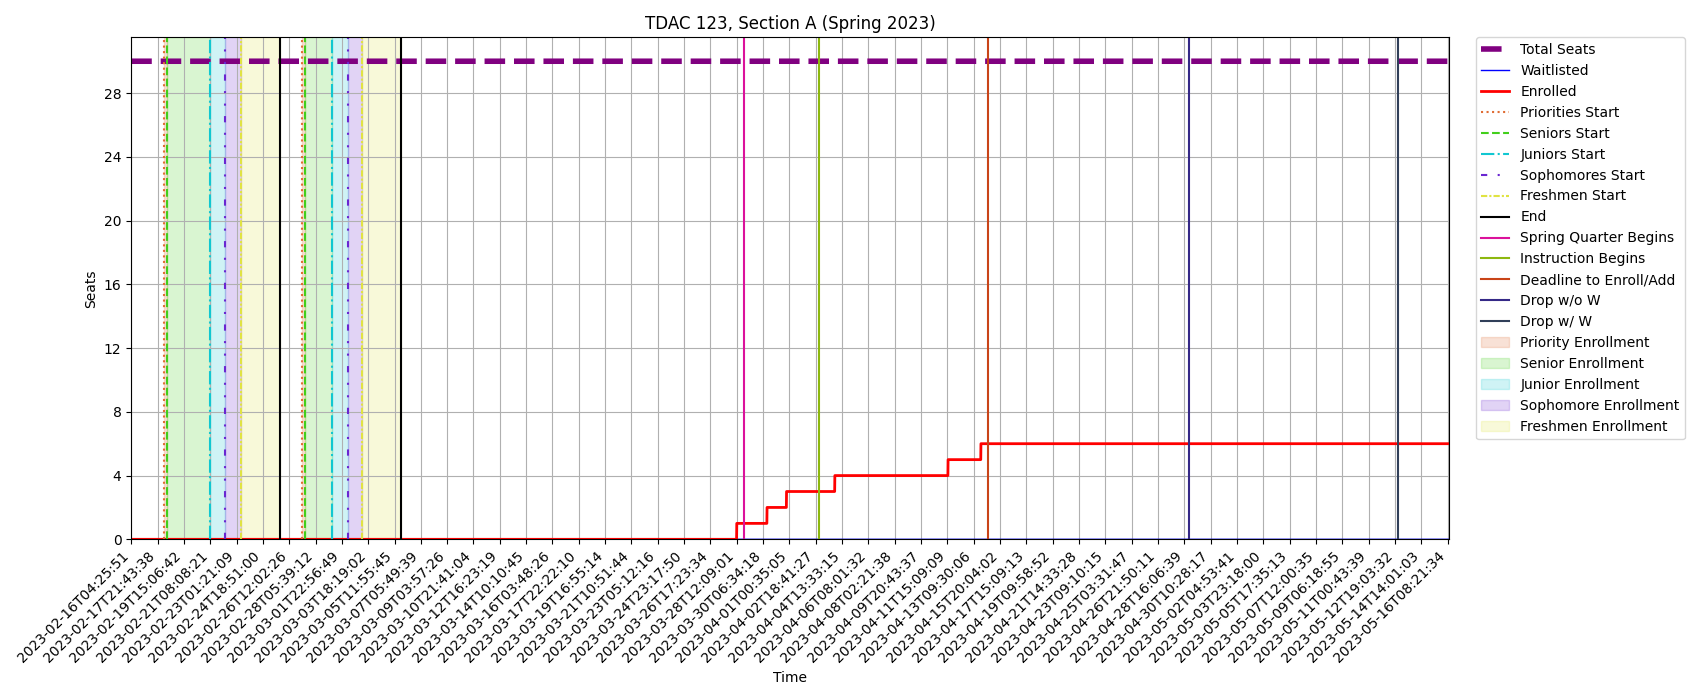 TDAC 123, Section A (Spring 2023)
Seats
28
24
20
16
12
8
4
0
2023-02-16T04:25:51
2023-02-17T21:43:38
2023-02-19T15:06:42
2023-02-21T08:08:21
2023-02-23T01:21:09
2023-02-24T18:51:00
2023-02-26T12:02:26
2023-02-28T05:39:12
2023-03-01T22:56:49
2023-03-03T18:19:02
2023-03-05T11:55:45
2023-03-07T05:49:39
2023-03-09T03:57:26
2023-03-10T21:41:04
2023-03-12T16:23:19
2023-03-14T10:10:45
2023-03-16T03:48:26
2023-03-17T22:22:10
2023-03-19T16:55:14
2023-03-21T10:51:44
2023-03-23T05:12:16
2023-03-24T23:17:50
2023-03-26T17:23:34
2023-03-28T12:09:01
2023-03-30T06:34:18
2023-04-01T00:35:05
2023-04-02T18:41:27
2023-04-04T13:33:15
2023-04-06T08:01:32
2023-04-08T02:21:38
2023-04-09T20:43:37
2023-04-11T15:09:09
2023-04-13T09:30:06
2023-04-15T20:04:02
2023-04-17T15:09:13
2023-04-19T09:58:52
2023-04-21T14:33:28
2023-04-23T09:10:15
2023-04-25T03:31:47
2023-04-26T21:50:11
2023-04-28T16:06:39
2023-04-30T10:28:17
2023-05-02T04:53:41
2023-05-03T23:18:00
2023-05-05T17:35:13
2023-05-07T12:00:35
2023-05-09T06:18:55
2023-05-11T00:43:39
2023-05-12T19:03:32
2023-05-14T14:01:03
2023-05-16T08:21:34
Time
Total Seats
Waitlisted
Enrolled
Priorities Start
Seniors Start
Juniors Start
Sophomores Start
Freshmen Start
End
Spring Quarter Begins
Instruction Begins
Deadline to Enroll/Add
Drop w/o W
Drop w/ W
Priority Enrollment
Senior Enrollment
Junior Enrollment
Sophomore Enrollment
Freshmen Enrollment